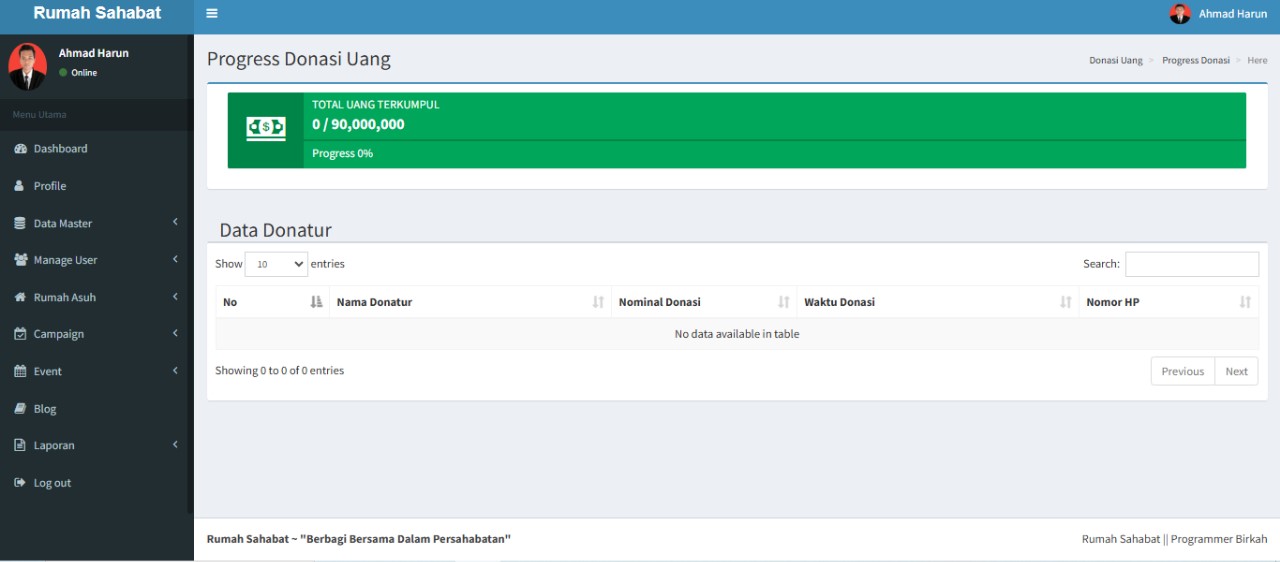 Rumah Sahabat
Ahmad Harun
Ahmad Harun
Online
Menu Utama
Dashboard
Profile
Data Master
Manage User
Rumah Asuh
Campaign
Event
Blog
Laporan
Log out
Progress Donasi Uang
Donasi Uang > Progress Donasi > Here
TOTAL UANG TERKUMPUL
0 / 90,000,000
Progress 0%
Data Donatur
Show 10 entries
Search:
No Nama Donatur Nominal Donasi Waktu Donasi Nomor HP
No data available in table
Showing 0 to 0 of 0 entries
Previous Next
Rumah Sahabat ~ "Berbagi Bersama Dalam Persahabatan"
Rumah Sahabat || Programmer Birkah